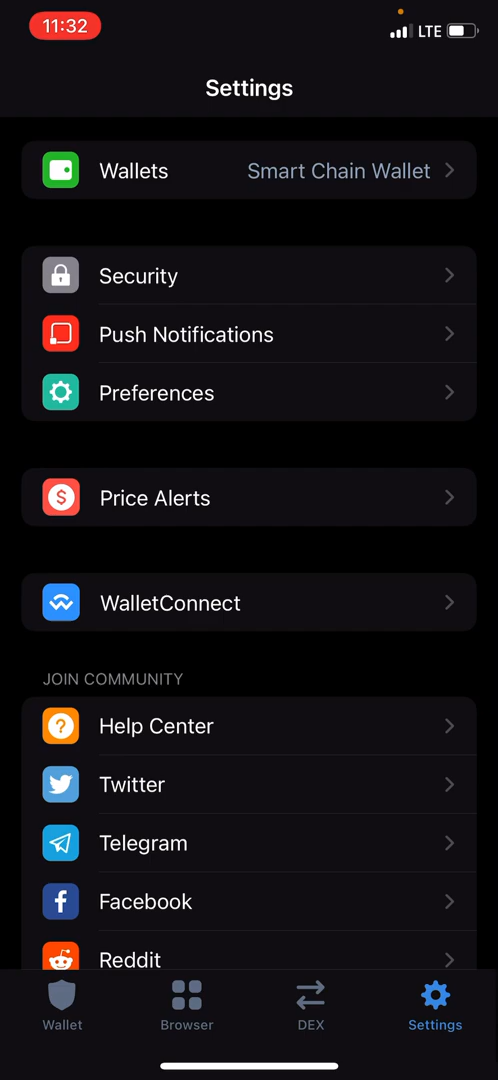 11:32
LTE
Settings
Wallets Smart Chain Wallet
Security
Push Notifications
Preferences
Price Alerts
WalletConnect
JOIN COMMUNITY
Help Center
Twitter
Telegram
Facebook
Reddit
Wallet Browser DEX Settings